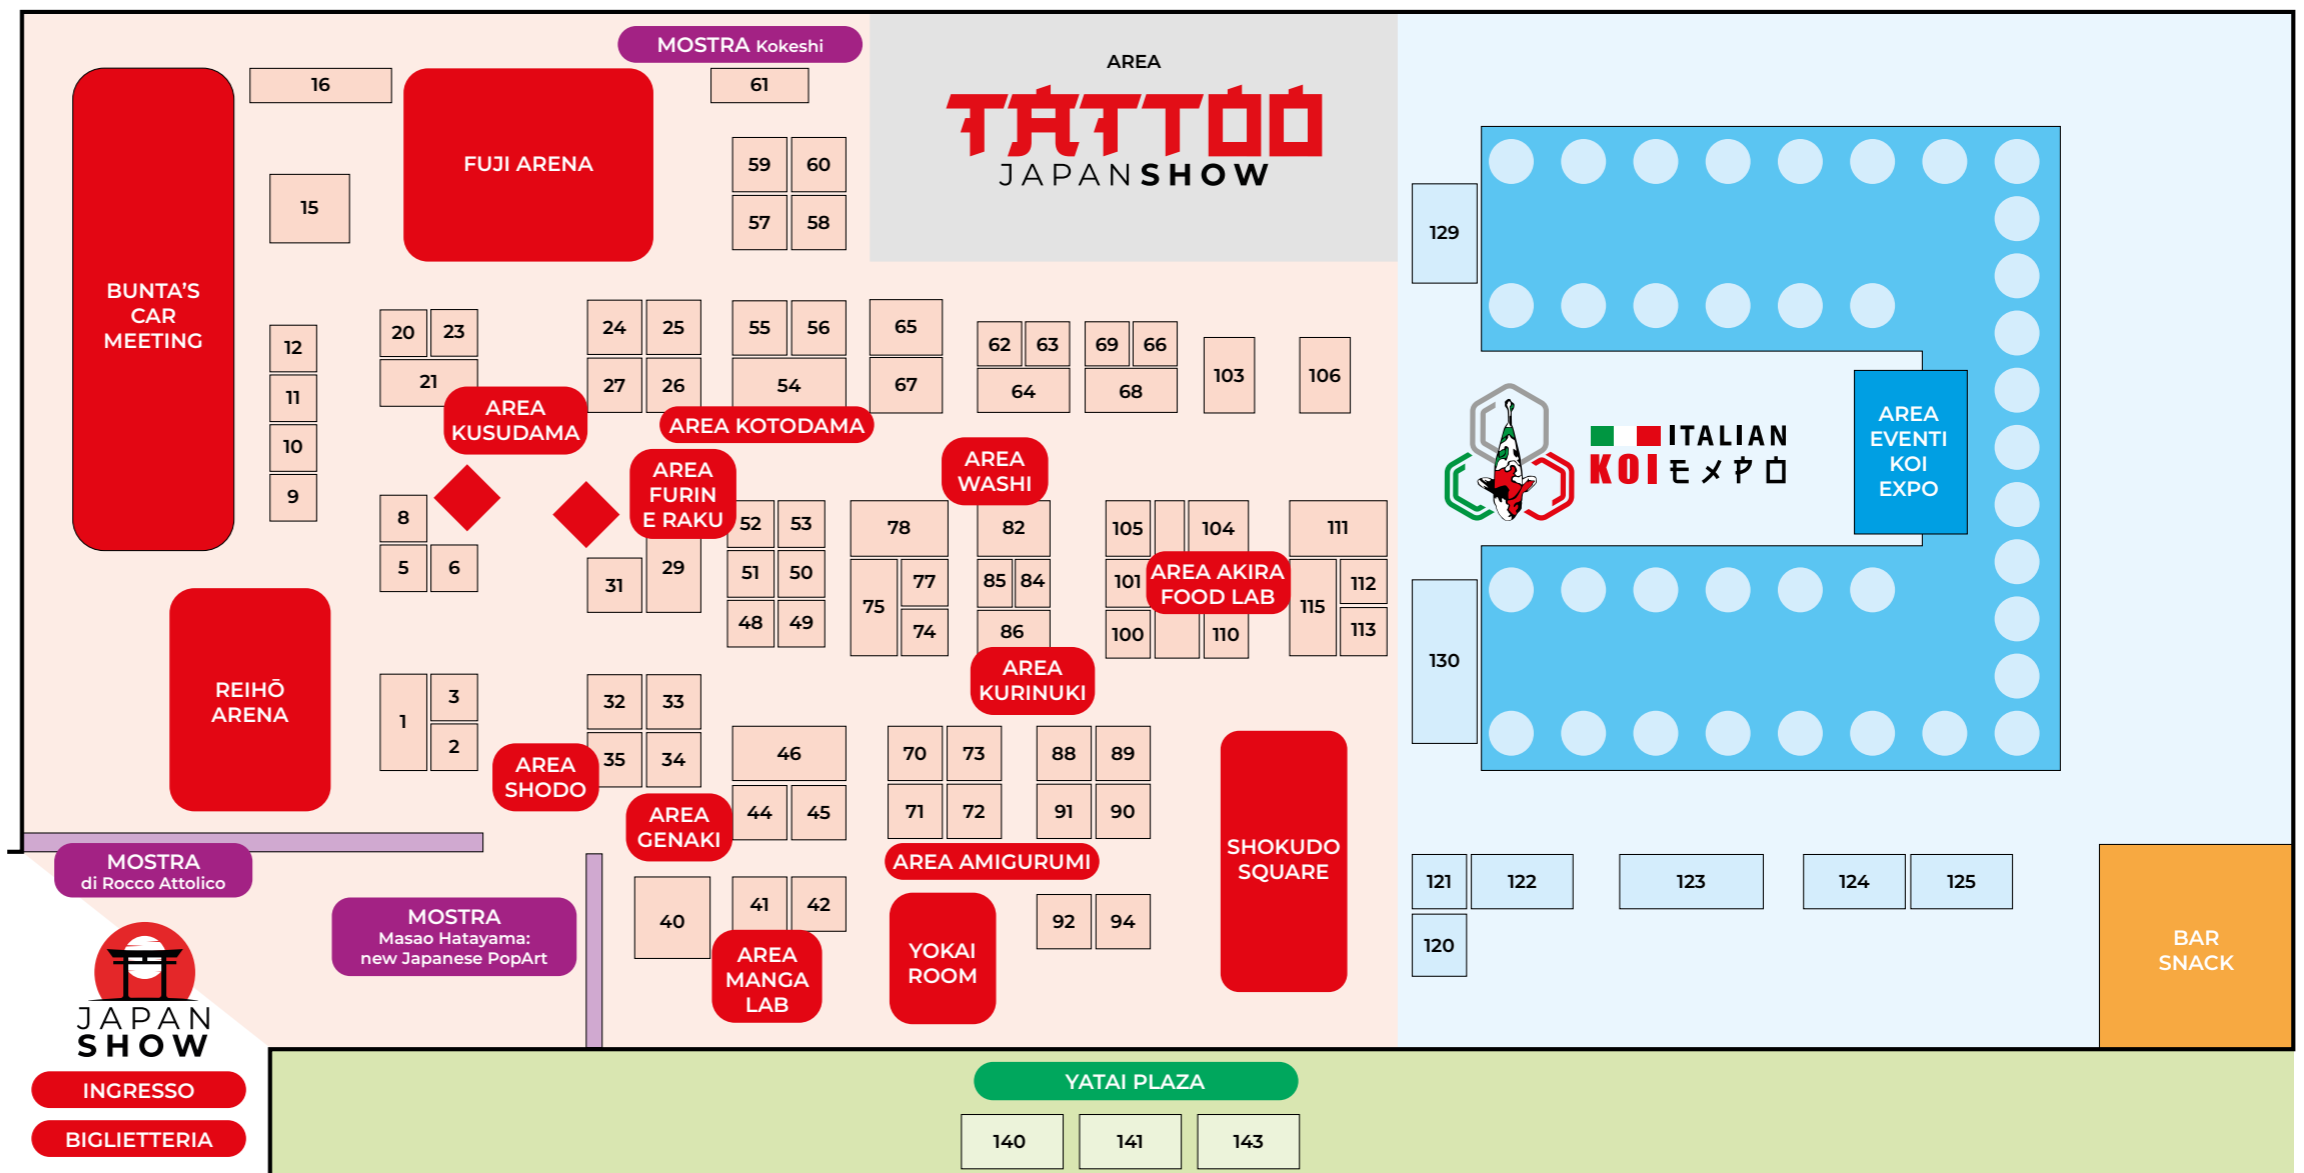 MOSTRA Kokeshi
AREA
TATTOO
JAPANSHOW
16
61
FUJI ARENA
59 60
57 58
15
129
BUNTA'S
CAR
MEETING
12
11
10
9
20 23
21
24 25
27 26
55 56
54
65
67
62 63
64
69 66
68
103
106
AREA
KUSUDAMA
AREA KOTODAMA
AREA
FURIN
E RAKU
AREA
WASHI
ITALIAN
KOI モメアロ
AREA
EVENTI
KOI
EXPO
8
5 6
31
29
52 53
51 50
48 49
78
75
77
74
82
85 84
86
105
104
101
100
110
AREA AKIRA
FOOD LAB
111
115
112
113
130
AREA
KURINUKI
REIHŌ
ARENA
1
3
2
32 33
35 34
AREA
SHODO
AREA
GENAKI
46
44 45
70 73
71 72
88 89
91 90
AREA AMIGURUMI
SHOKUDO
SQUARE
MOSTRA
di Rocco Attolico
MOSTRA
Masao Hatayama:
new Japanese PopArt
40
41 42
AREA
MANGA
LAB
YOKAI
ROOM
92 94
121 122 123 124 125
120
BAR
SNACK
JAPAN
SHOW
INGRESSO
BIGLIETTERIA
YATAI PLAZA
140 141 143